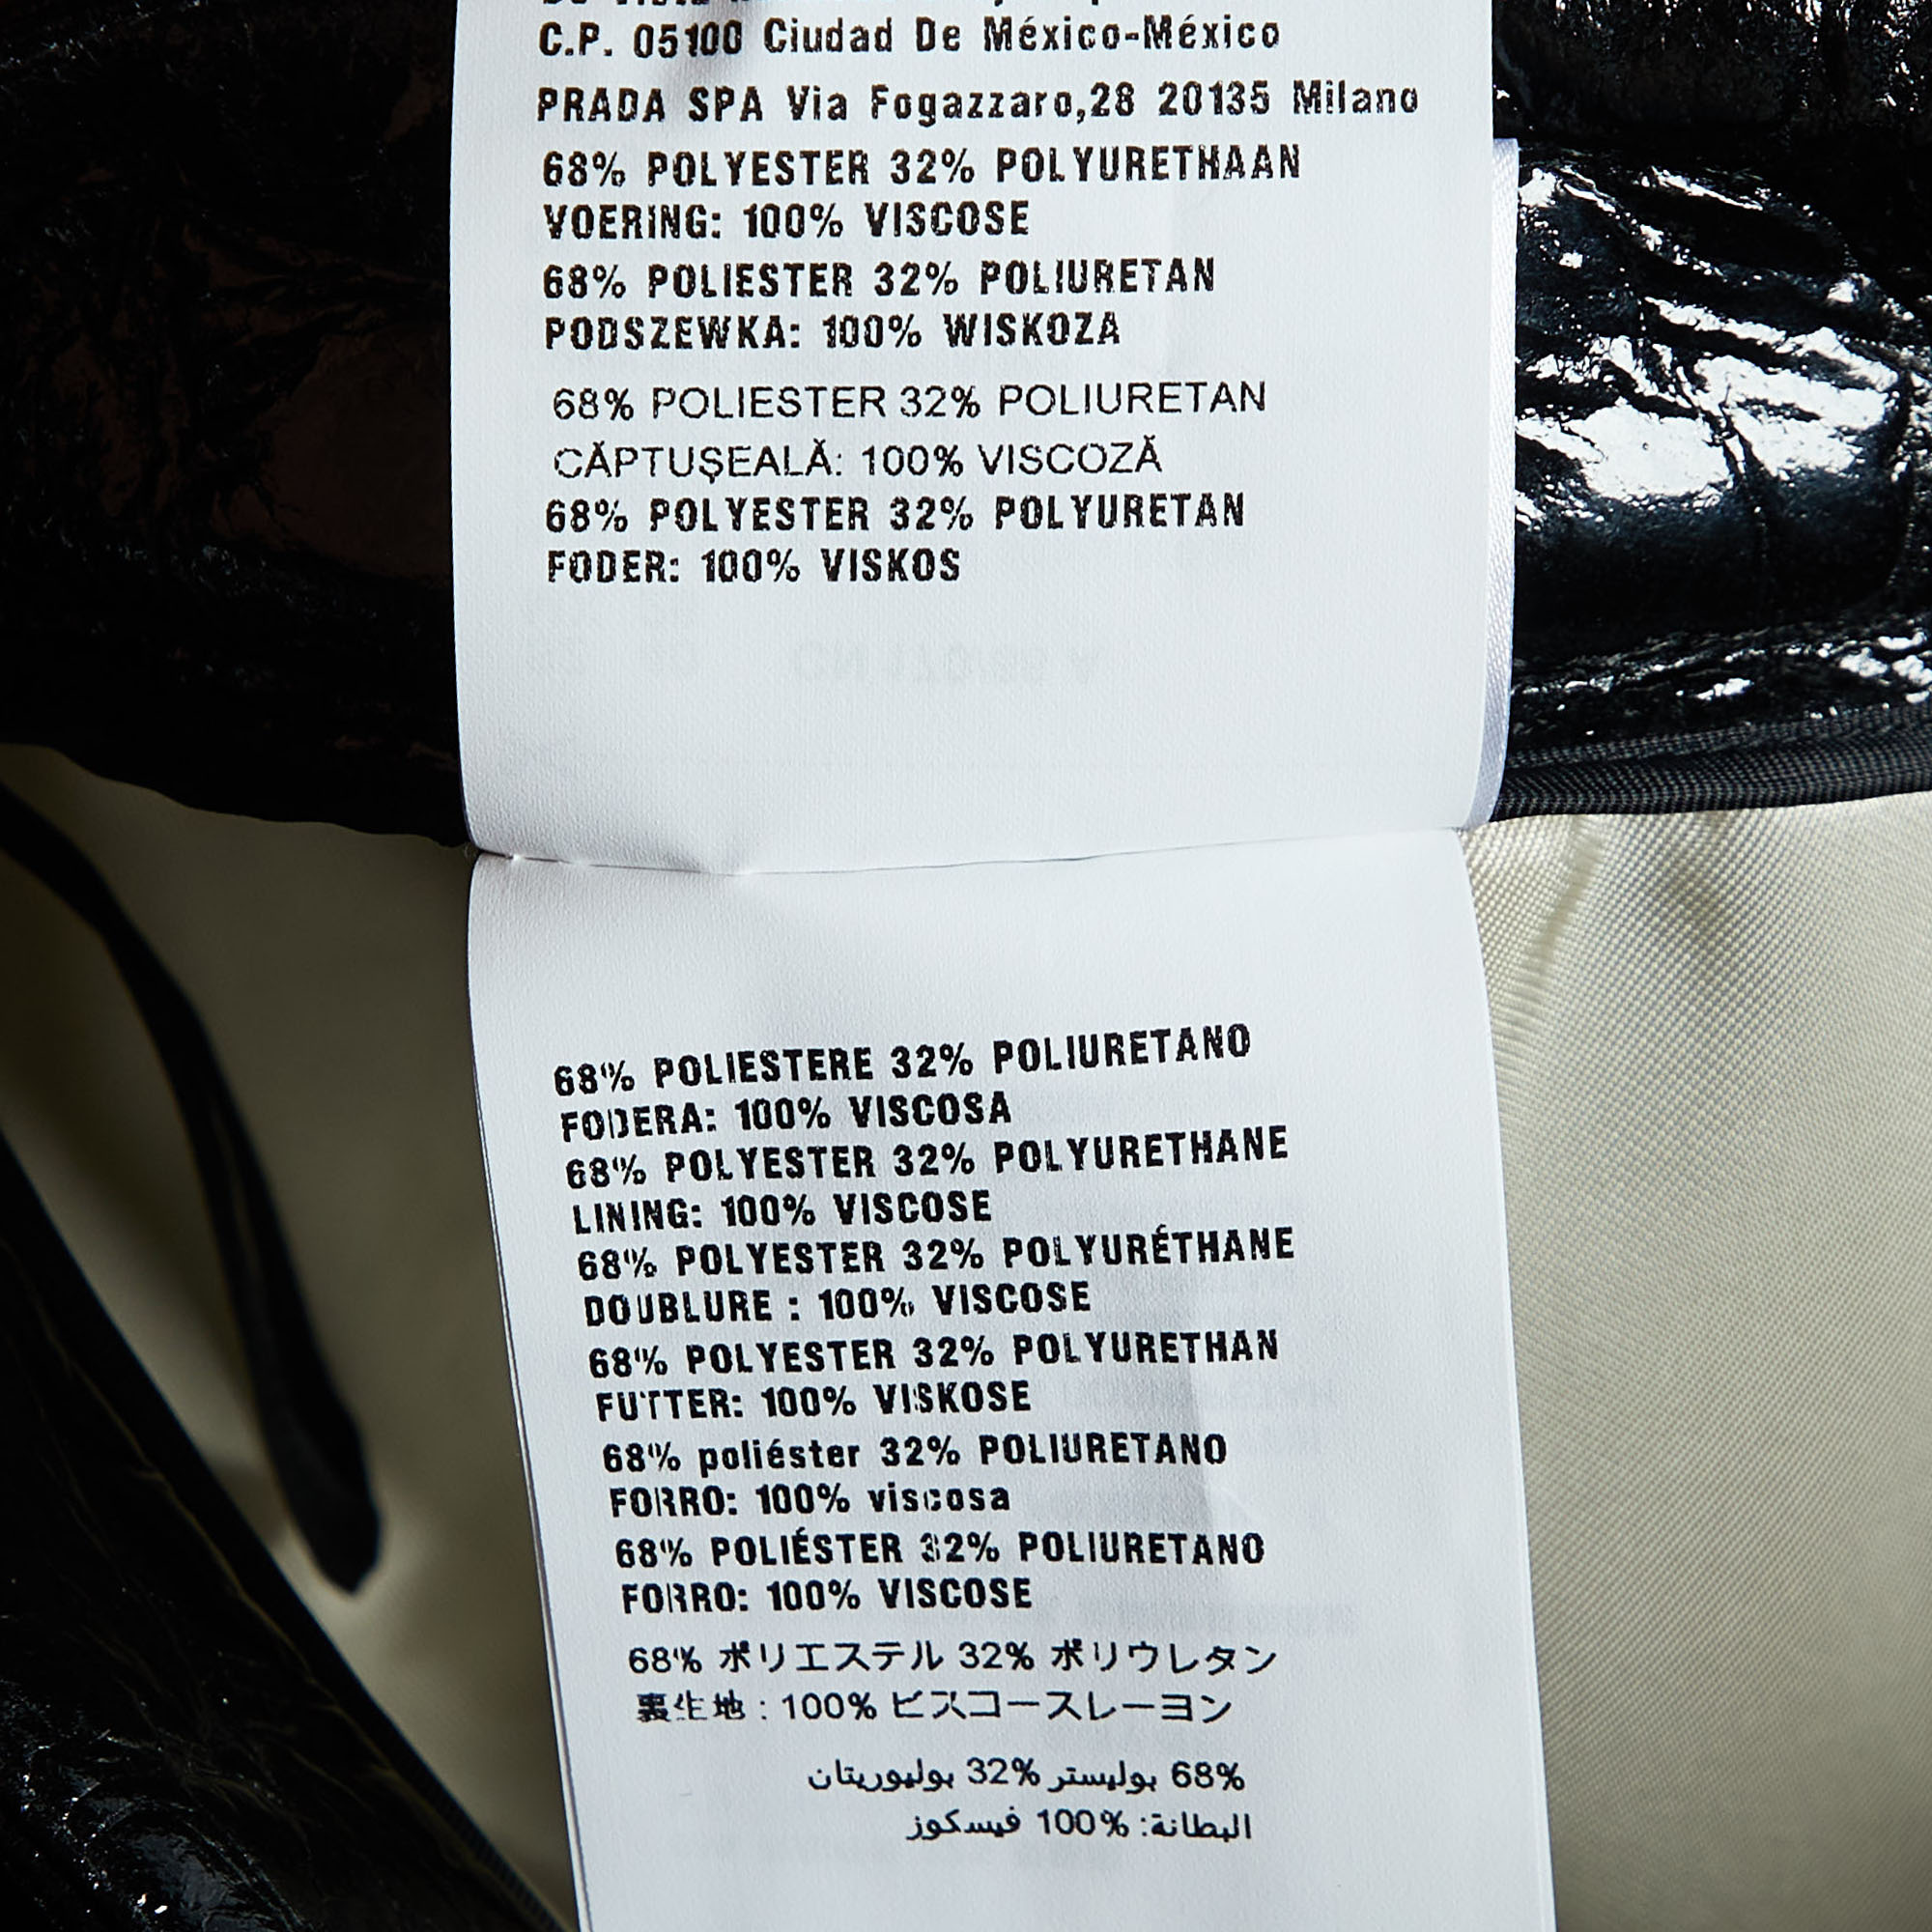 C.P. 05100 Ciudad De México-México
PRADA SPA Via Fogazzaro,28 20135 Milano
68% POLYESTER 32% POLYURETHAAN
VOERING: 100% VISCOSE
68% POLIESTER 32% POLIURETAN
PODSZEWKA: 100% WISKOZA
68% POLIESTER 32% POLIURETAN
CĂPTUŞEALĂ: 100% VISCOZĂ
68% POLYESTER 32% POLYURETAN
FODER: 100% VISKOS
68% POLIESTERE 32% POLIURETANO
FODERA: 100% VISCOSA
68% POLYESTER 32% POLYURETHANE
LINING: 100% VISCOSE
68% POLYESTER 32% POLYURÉTHANE
DOUBLURE : 100% VISCOSE
68% POLYESTER 32% POLYURETHAN
FUTTER: 100% VISKOSE
68% poliéster 32% POLIURETANO
FORRO: 100% viscosa
68% POLIÉSTER 32% POLIURETANO
FORRO: 100% VISCOSE
68% ポリエステル 32% ポリウレタン
裏生地 : 100% ビスコースレーヨン
68% بوليستر 32% بوليوريتان
البطانة: 100% فيسكوز